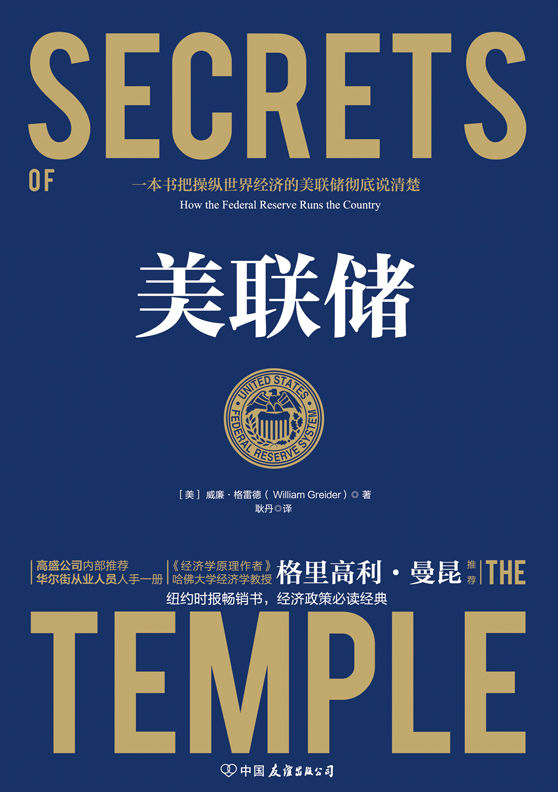 SECRETS
OF
一本书把操纵世界经济的美联储彻底说清楚
How the Federal Reserve Runs the Country
美联储
UNITED STATES
FEDERAL RESERVE SYSTEM
［美］威廉·格雷德（William Greider）◎著
耿丹◎译
高盛公司内部推荐
华尔街从业人员人手一册
《经济学原理作者》
哈佛大学经济学教授
格里高利·曼昆
推荐
THE
纽约时报畅销书，经济政策必读经典
TEMPLE
中国友谊出版公司